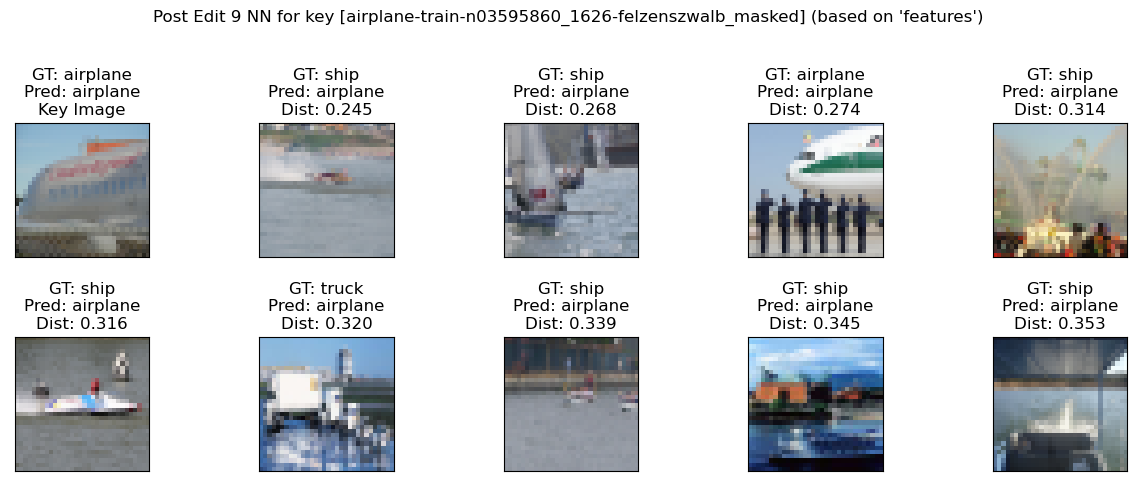 Post Edit 9 NN for key [airplane-train-n03595860_1626-felzenszwalb_masked] (based on 'features')
GT: airplane
Pred: airplane
Key Image
GT: ship
Pred: airplane
Dist: 0.245
GT: ship
Pred: airplane
Dist: 0.268
GT: airplane
Pred: airplane
Dist: 0.274
GT: ship
Pred: airplane
Dist: 0.314
GT: ship
Pred: airplane
Dist: 0.316
GT: truck
Pred: airplane
Dist: 0.320
GT: ship
Pred: airplane
Dist: 0.339
GT: ship
Pred: airplane
Dist: 0.345
GT: ship
Pred: airplane
Dist: 0.353